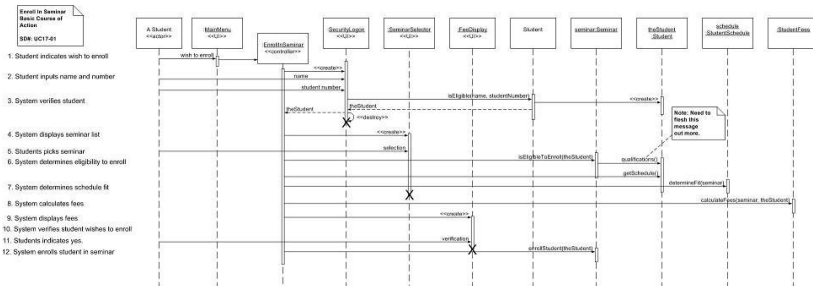 Enroll In Seminar
Basic Course of
Action
SD#: UC17-01
A Student
<<actor>>
:MainMenu
<<UI>>
:EnrollInSeminar
<<controller>>
:SecurityLogon
<<UI>>
:SeminarSelector
<<UI>>
:FeeDisplay
<<UI>>
Student
seminar:Seminar
theStudent
:Student
schedule
:StudentSchedule
:StudentFees
1. Student indicates wish to enroll
wish to enroll
2. Student inputs name and number
<<create>>
name
student number
3. System verifies student
isEligible(name, studentNumber)
<<create>>
theStudent
theStudent
<<destroy>>
Note: Need to
flesh this
message
out more.
4. System displays seminar list
<<create>>
5. Students picks seminar
selection
6. System determines eligibility to enroll
isEligibleToEnroll(theStudent)
qualifications()
getSchedule()
7. System determines schedule fit
determineFit(seminar)
8. System calculates fees
calculateFees(seminar, theStudent)
9. System displays fees
<<create>>
10. System verifies student wishes to enroll
11. Students indicates yes.
verification
12. System enrolls student in seminar
enrollStudent(theStudent)